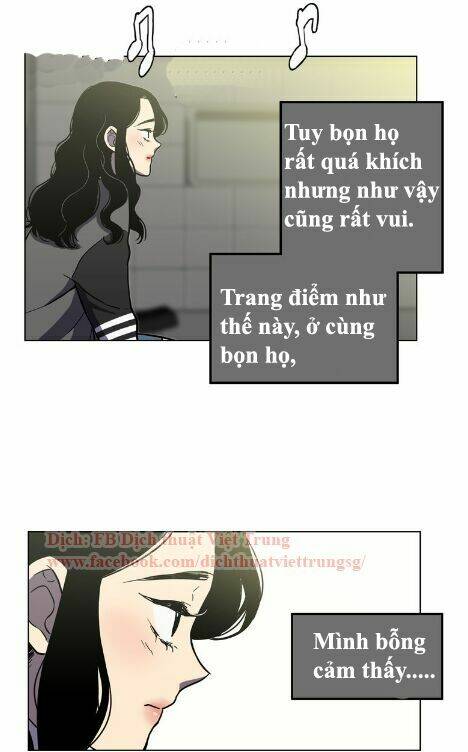 Tuy bọn họ
rất quá khích
nhưng như vậy
cũng rất vui.
Trang điểm như
thế này, ở cùng
bọn họ,
Dịch: FB Dịch thuật Việt Trung
www.facebook.com/dichthuatviettrungsg/
Mình bỗng
cảm thấy.....